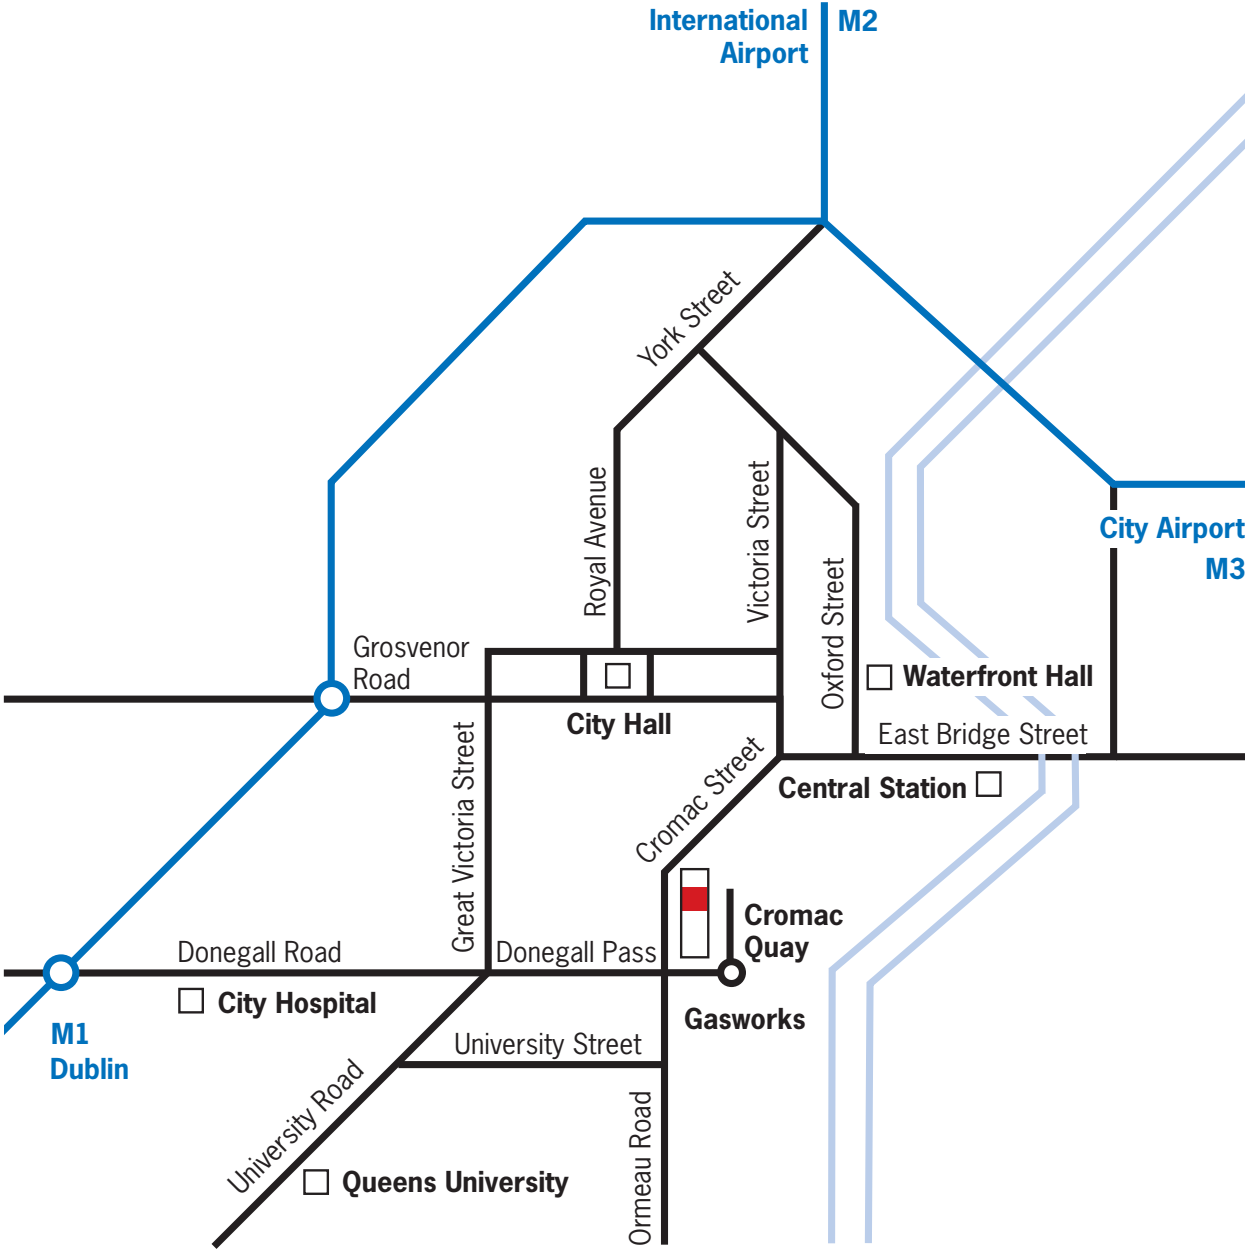 International
Airport
M2
York Street
Royal Avenue
Victoria Street
Oxford Street
City Airport
M3
Grosvenor
Road
Waterfront Hall
City Hall
East Bridge Street
Great Victoria Street
Cromac Street
Central Station
Cromac
Quay
Donegall Road
Donegall Pass
City Hospital
Gasworks
M1
Dublin
University Street
University Road
Ormeau Road
Queens University